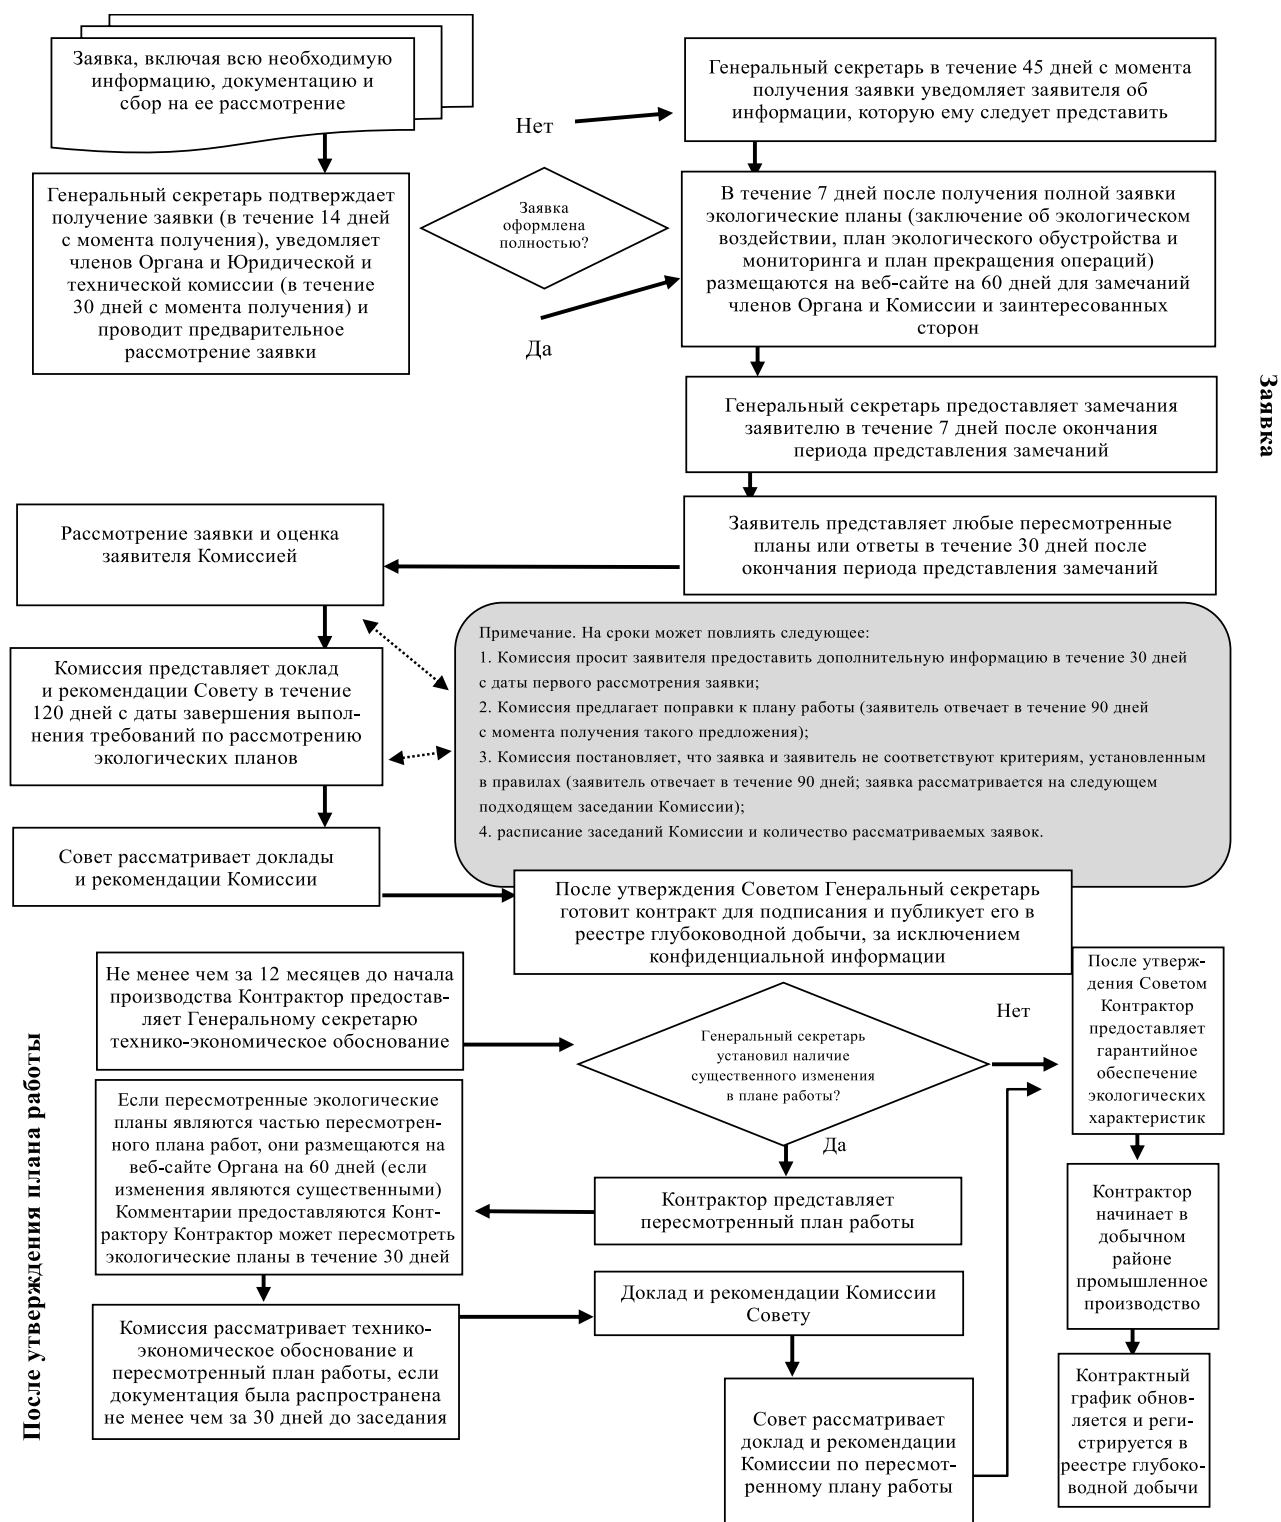 Заявка, включая всю необходимую
информацию, документацию и
сбор на ее рассмотрение
Нет
Генеральный секретарь в течение 45 дней с момента
получения заявки уведомляет заявителя об
информации, которую ему следует представить
Генеральный секретарь подтверждает
получение заявки (в течение 14 дней
с момента получения), уведомляет
членов Органа и Юридической и
технической комиссии (в течение
30 дней с момента получения) и
проводит предварительное
рассмотрение заявки
Заявка
оформлена
полностью?
Да
В течение 7 дней после получения полной заявки
экологические планы (заключение об экологическом
воздействии, план экологического обустройства и
мониторинга и план прекращения операций)
размещаются на веб-сайте на 60 дней для замечаний
членов Органа и Комиссии и заинтересованных
сторон
Генеральный секретарь предоставляет замечания
заявителю в течение 7 дней после окончания
периода представления замечаний
Заявка
Заявитель представляет любые пересмотренные
планы или ответы в течение 30 дней после
окончания периода представления замечаний
Рассмотрение заявки и оценка
заявителя Комиссией
Примечание. На сроки может повлиять следующее:
1. Комиссия просит заявителя предоставить дополнительную информацию в течение 30 дней
с даты первого рассмотрения заявки;
2. Комиссия предлагает поправки к плану работы (заявитель отвечает в течение 90 дней
с момента получения такого предложения);
3. Комиссия постановляет, что заявка и заявитель не соответствуют критериям, установленным
в правилах (заявитель отвечает в течение 90 дней; заявка рассматривается на следующем
подходящем заседании Комиссии);
4. расписание заседаний Комиссии и количество рассматриваемых заявок.
Комиссия представляет доклад
и рекомендации Совету в течение
120 дней с даты завершения выпол-
нения требований по рассмотрению
экологических планов
Совет рассматривает доклады
и рекомендации Комиссии
После утверждения Советом Генеральный секретарь
готовит контракт для подписания и публикует его в
реестре глубоководной добычи, за исключением
конфиденциальной информации
После утверждения плана работы
Не менее чем за 12 месяцев до начала
производства Контрактор предостав-
ляет Генеральному секретарю
технико-экономическое обоснование
Генеральный секретарь
установил наличие
существенного изменения
в плане работы?
Нет
Да
После утверж-
дения Советом
Контрактор
предоставляет
гарантийное
обеспечение
экологических
характеристик
Если пересмотренные экологические
планы являются частью пересмотрен-
ного плана работ, они размещаются на
веб-сайте Органа на 60 дней (если
изменения являются существенными)
Комментарии предоставляются Конт-
рактору Контрактор может пересмотреть
экологические планы в течение 30 дней
Контрактор представляет
пересмотренный план работы
Контрактор
начинает в
добычном
районе
промышленное
производство
Доклад и рекомендации Комиссии
Совету
Комиссия рассматривает технико-
экономическое обоснование и
пересмотренный план работы, если
документация была распространена
не менее чем за 30 дней до заседания
Совет рассматривает
доклад и рекомендации
Комиссии по пересмот-
ренному плану работы
Контрактный
график обнов-
ляется и реги-
стрируется в
реестре глубоко-
водной добычи